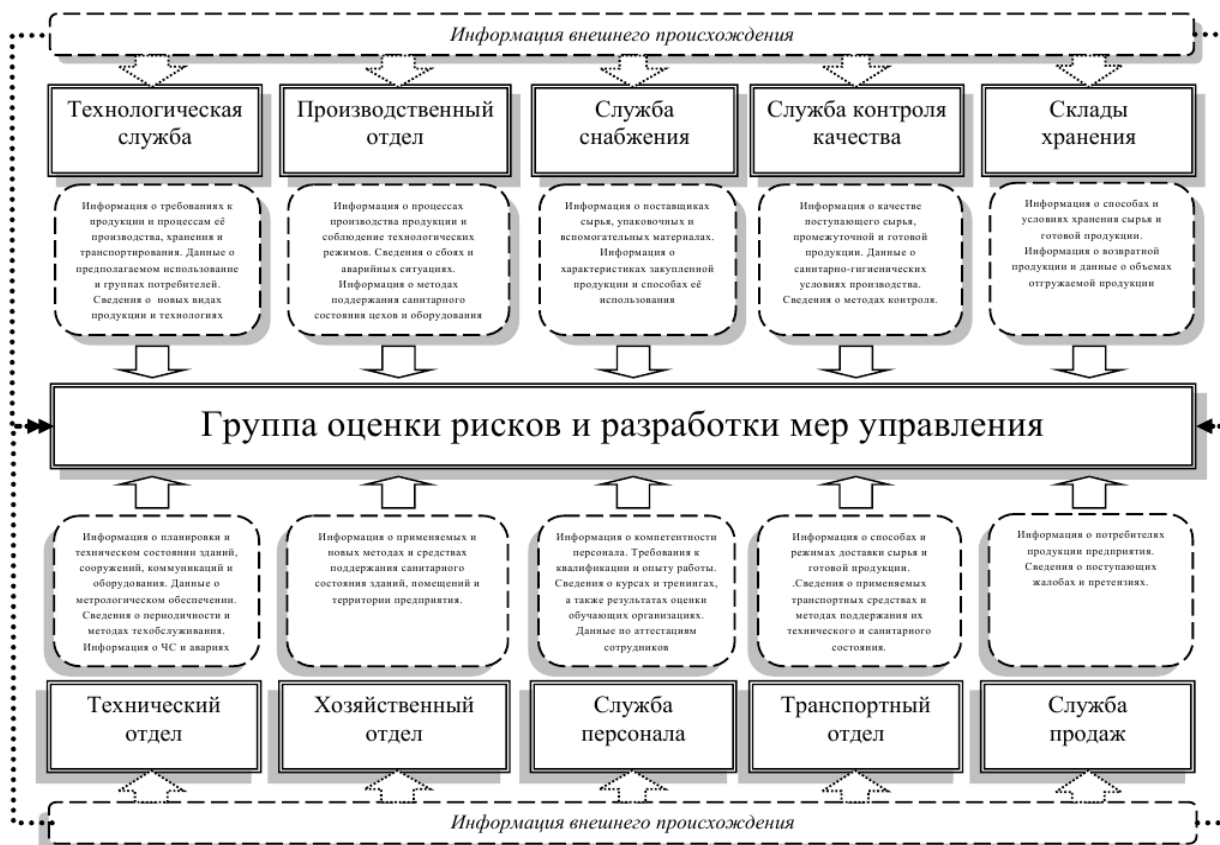 Информация внешнего происхождения
Технологическая
служба
Производственный
отдел
Служба
снабжения
Служба контроля
качества
Склады
хранения
Информация о требованиях к
продукции и процессам её
производства, хранения и
транспортирования. Данные о
предполагаемом использование
и группах потребителей.
Сведения о новых видах
продукции и технологиях
Информация о процессах
производства продукции и
соблюдение технологических
режимов. Сведения о сбоях и
аварийных ситуациях.
Информация о методах
поддержания санитарного
состояния цехов и оборудования
Информация о поставщиках
сырья, упаковочных и
вспомогательных материалах.
Информация о
характеристиках закупленной
продукции и способах её
использования
Информация о качестве
поступающего сырья,
промежуточной и готовой
продукции. Данные о
санитарно-гигиенических
условиях производства.
Сведения о методах контроля.
Информация о способах и
условиях хранения сырья и
готовой продукции.
Информация о возвратной
продукции и данные о объемах
отгружаемой продукции
Группа оценки рисков и разработки мер управления
Информация о планировки и
техническом состоянии зданий,
сооружений, коммуникаций и
оборудования. Данные о
метрологическом обеспечении.
Сведения о периодичности и
методах техобслуживания.
Информация о ЧС и авариях
Информация о применяемых и
новых методах и средствах
поддержания санитарного
состояния зданий, помещений и
территории предприятия.
Информация о компетентности
персонала. Требования к
квалификации и опыту работы.
Сведения о курсах и тренингах,
а также результатах оценки
обучающих организациях.
Данные по аттестациям
сотрудников
Информация о способах и
режимах доставки сырья и
готовой продукции.
.Сведения о применяемых
транспортных средствах и
методах поддержания их
технического и санитарного
состояния.
Информация о потребителях
продукции предприятия.
Сведения о поступающих
жалобах и претензиях.
Технический
отдел
Хозяйственный
отдел
Служба
персонала
Транспортный
отдел
Служба
продаж
Информация внешнего происхождения